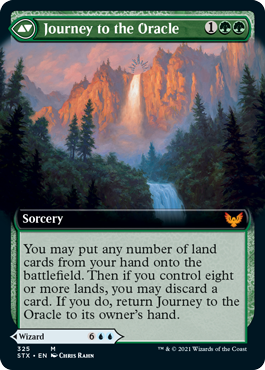 Journey to the Oracle 1
Sorcery
You may put any number of land
cards from your hand onto the
battlefield. Then if you control eight
or more lands, you may discard a
card. If you do, return Journey to the
Oracle to its owner's hand.
Wizard 6
325 M
STX • EN Chris Rahn
™ & © 2021 Wizards of the Coast